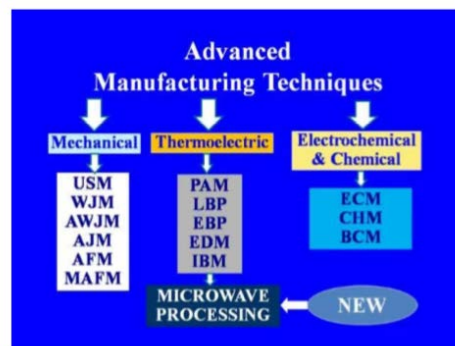 Advanced
Manufacturing Techniques
Mechanical
Thermoelectric
Electrochemical
& Chemical
USM
WJM
AWJM
AJM
AFM
MAFM
PAM
LBP
EBP
EDM
IBM
ECM
CHM
BCM
MICROWAVE
PROCESSING
NEW